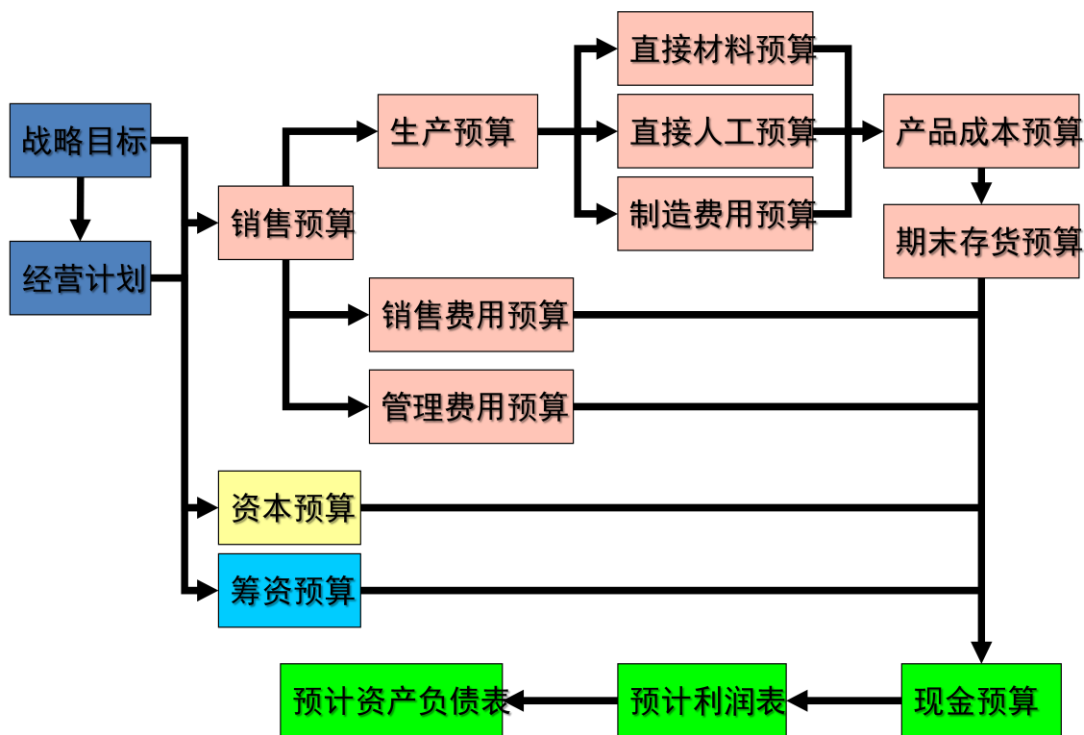 直接材料预算
战略目标
生产预算
直接人工预算
产品成本预算
销售预算
制造费用预算
期末存货预算
经营计划
销售费用预算
管理费用预算
资本预算
筹资预算
预计资产负债表
预计利润表
现金预算